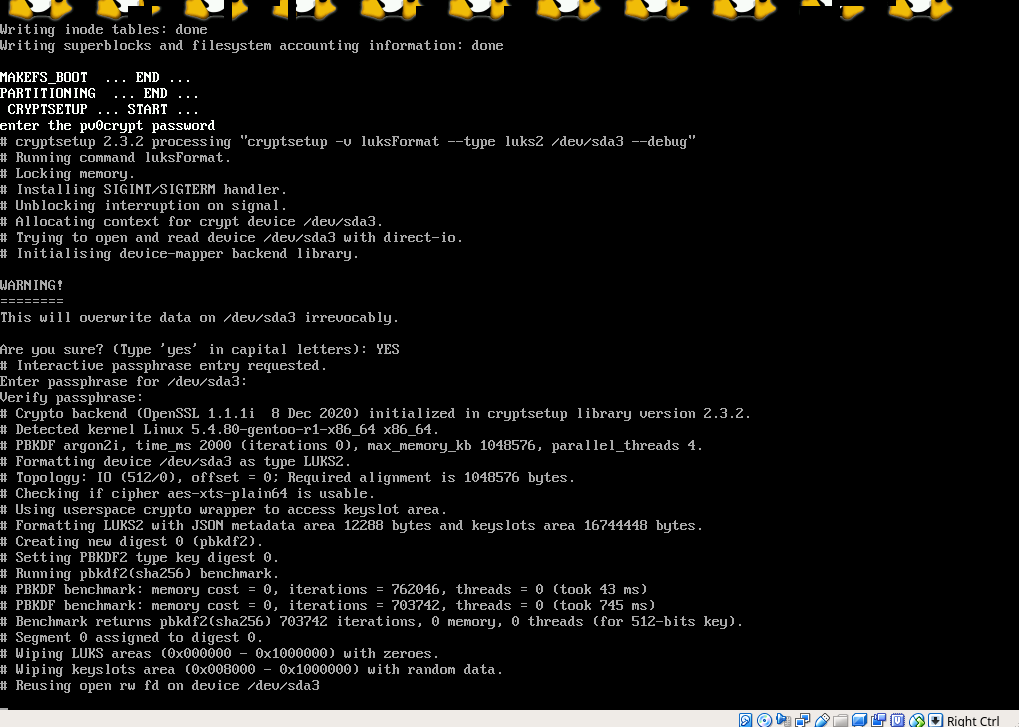 Writing inode tables: done
Writing superblocks and filesystem accounting information: done
MAKEFS_BOOT ... END ...
PARTITIONING ... END ...
CRYPTSETUP ... START ...
enter the pv0crypt password
# cryptsetup 2.3.2 processing "cryptsetup -v luksFormat --type luks2 /dev/sda3 --debug"
# Running command luksFormat.
# Locking memory.
# Installing SIGINT/SIGTERM handler.
# Unblocking interruption on signal.
# Allocating context for crypt device /dev/sda3.
# Trying to open and read device /dev/sda3 with direct-io.
# Initialising device-mapper backend library.
WARNING!
========
This will overwrite data on /dev/sda3 irrevocably.
Are you sure? (Type 'yes' in capital letters): YES
# Interactive passphrase entry requested.
Enter passphrase for /dev/sda3:
Verify passphrase:
# Crypto backend (OpenSSL 1.1.1i  8 Dec 2020) initialized in cryptsetup library version 2.3.2.
# Detected kernel Linux 5.4.80-gentoo-r1-x86_64 x86_64.
# PBKDF argon2i, time_ms 2000 (iterations 0), max_memory_kb 1048576, parallel_threads 4.
# Formatting device /dev/sda3 as type LUKS2.
# Topology: IO (512/0), offset = 0; Required alignment is 1048576 bytes.
# Checking if cipher aes-xts-plain64 is usable.
# Using userspace crypto wrapper to access keyslot area.
# Formatting LUKS2 with JSON metadata area 12288 bytes and keyslots area 16744448 bytes.
# Creating new digest 0 (pbkdf2).
# Setting PBKDF2 type key digest 0.
# Running pbkdf2(sha256) benchmark.
# PBKDF benchmark: memory cost = 0, iterations = 762046, threads = 0 (took 43 ms)
# PBKDF benchmark: memory cost = 0, iterations = 703742, threads = 0 (took 745 ms)
# Benchmark returns pbkdf2(sha256) 703742 iterations, 0 memory, 0 threads (for 512-bits key).
# Segment 0 assigned to digest 0.
# Wiping LUKS areas (0x000000 - 0x1000000) with zeroes.
# Wiping keyslots area (0x008000 - 0x1000000) with random data.
# Reusing open rw fd on device /dev/sda3
Right Ctrl